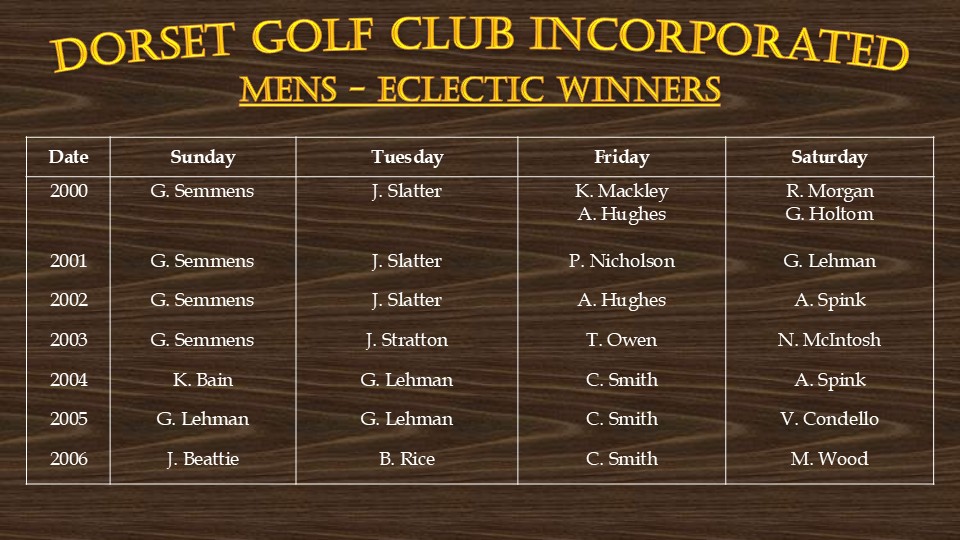 DORSET GOLF CLUB INCORPORATED
MENS - ECLECTIC WINNERS
Date Sunday Tuesday Friday Saturday
2000 G. Semmens J. Slatter K. Mackley R. Morgan
A. Hughes G. Holtom
2001 G. Semmens J. Slatter P. Nicholson G. Lehman
2002 G. Semmens J. Slatter A. Hughes A. Spink
2003 G. Semmens J. Stratton T. Owen N. McIntosh
2004 K. Bain G. Lehman C. Smith A. Spink
2005 G. Lehman G. Lehman C. Smith V. Condello
2006 J. Beattie B. Rice C. Smith M. Wood